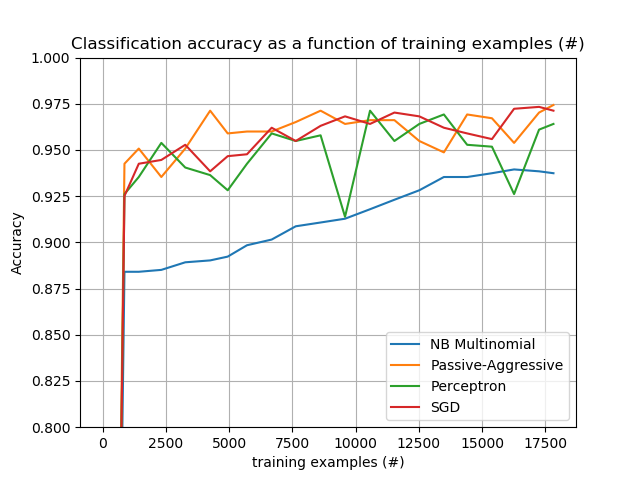 Classification accuracy as a function of training examples (#)
1.000
0.975
0.950
0.925
0.900
0.875
0.850
0.825
0.800
Accuracy
NB Multinomial
Passive-Aggressive
Perceptron
SGD
0 2500 5000 7500 10000 12500 15000 17500
training examples (#)